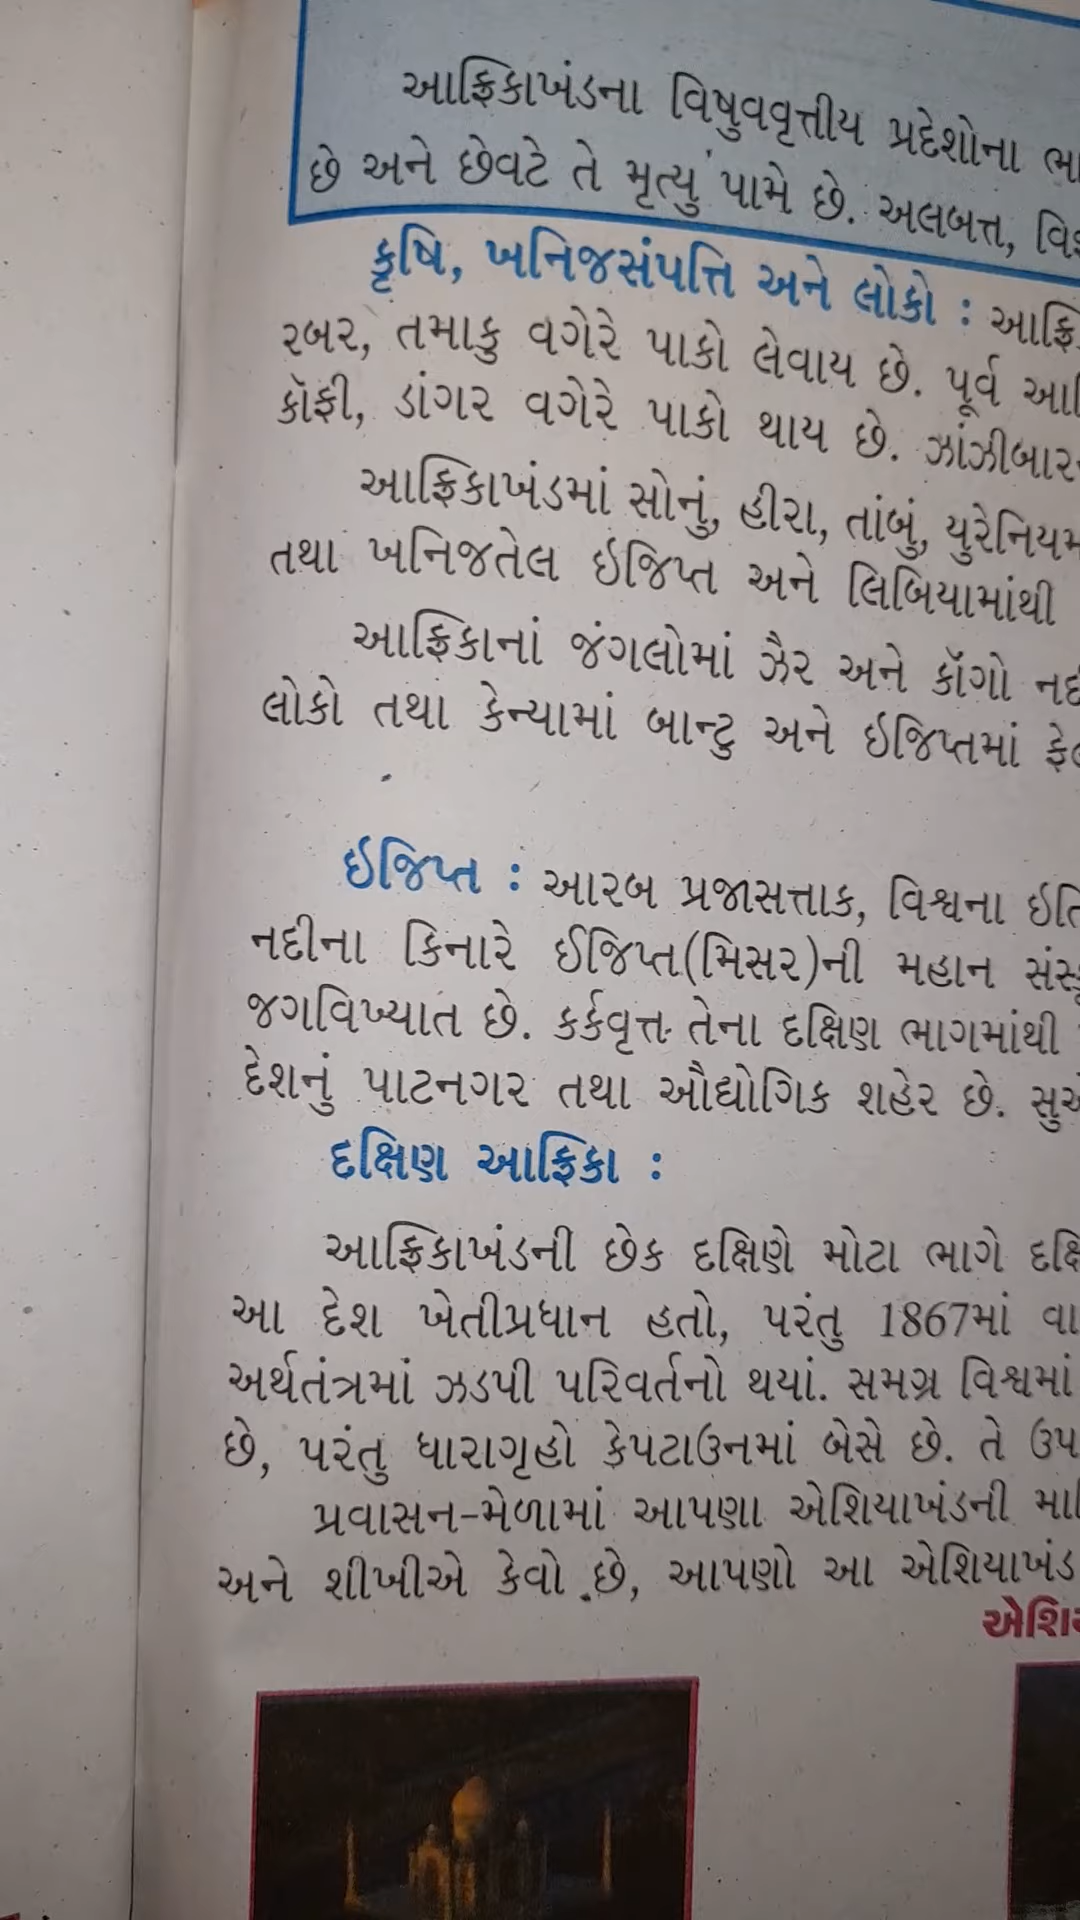 આફ્રિકાખંડના વિષુવવૃત્તીય પ્રદેશોના
છે અને છેવટે તે મૃત્યુ પામે છે. અલબત્ત,
કૃષિ, ખનિજસંપત્તિ અને લોકો :
રબર, તમાકુ વગેરે પાકો લેવાય છે. પૂર્વ
કૉફી, ડાંગર વગેરે પાકો થાય છે. ઝાંઝીબાર
આફ્રિકાખંડમાં સોનું, હીરા, તાંબું, યુરેનિયમ
તથા ખનિજતેલ ઇજિપ્ત અને લિબિયામાંથી
આફ્રિકાનાં જંગલોમાં ઝૈર અને કૉંગો
લોકો તથા કેન્યામાં બાન્ટુ અને ઇજિપ્તમાં
ઇજિપ્ત : આરબ પ્રજાસત્તાક, વિશ્વના
નદીના કિનારે ઈજિપ્ત(મિસર)ની મહાન
જગવિખ્યાત છે. કર્કવૃત્ત તેના દક્ષિણ ભાગમાંથી
દેશનું પાટનગર તથા ઔદ્યોગિક શહેર છે.
દક્ષિણ આફ્રિકા :
આફ્રિકાખંડની છેક દક્ષિણે મોટા ભાગે
આ દેશ ખેતીપ્રધાન હતો, પરંતુ 1867માં
અર્થતંત્રમાં ઝડપી પરિવર્તનો થયાં. સમગ્ર વિશ્વમાં
છે, પરંતુ ધારાગૃહો કેપટાઉનમાં બેસે છે. તે
પ્રવાસન-મેળામાં આપણા એશિયાખંડની
અને શીખીએ કેવો છે, આપણો આ એશિયાખંડ